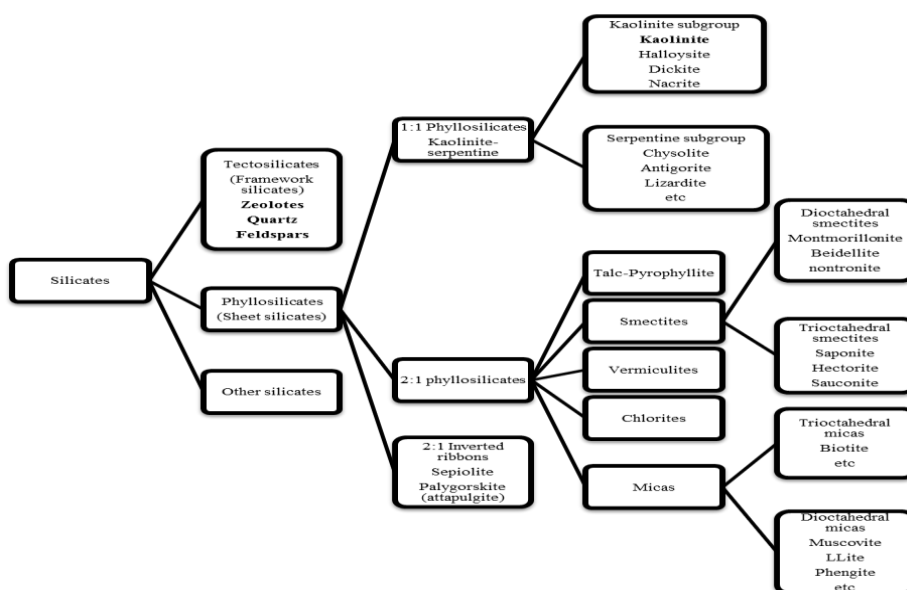 Silicates
Tectosilicates
(Framework
silicates)
Zeolotes
Quartz
Feldspars
Phyllosilicates
(Sheet silicates)
Other silicates
1:1 Phyllosilicates
Kaolinite-
serpentine
2:1 phyllosilicates
2:1 Inverted
ribbons
Sepiolite
Palygorskite
(attapulgite)
Kaolinite subgroup
Kaolinite
Halloysite
Dickite
Nacrite
Serpentine subgroup
Chysolite
Antigorite
Lizardite
etc
Talc-Pyrophyllite
Smectites
Vermiculites
Chlorites
Micas
Dioctahedral
smectites
Montmorillonite
Beidellite
nontronite
Trioctahedral
smectites
Saponite
Hectorite
Sauconite
Trioctahedral
micas
Biotite
etc
Dioctahedral
micas
Muscovite
LLite
Phengite
etc